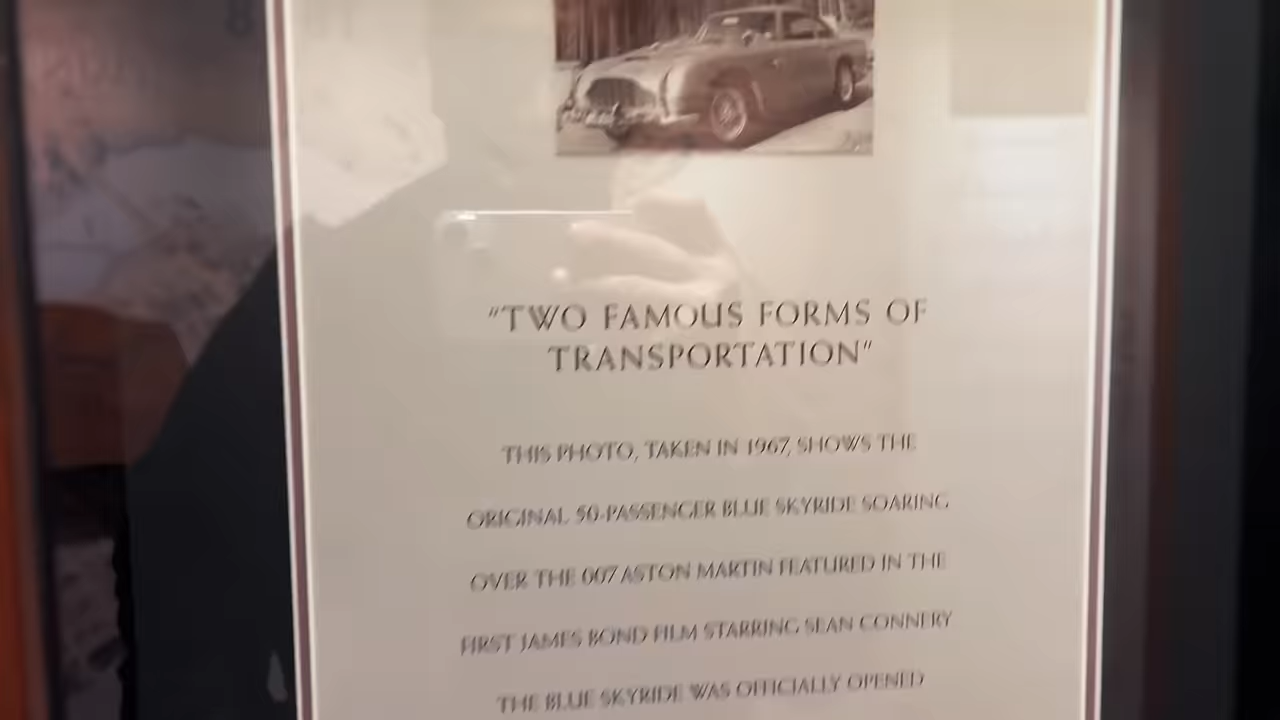 "TWO FAMOUS FORMS OF
TRANSPORTATION"
THIS PHOTO, TAKEN IN 1967, SHOWS THE
ORIGINAL 50-PASSENGER BLUE SKYRIDE SOARING
OVER THE 007 ASTON MARTIN FEATURED IN THE
FIRST JAMES BOND FILM STARRING SEAN CONNERY
THE BLUE SKYRIDE WAS OFFICIALLY OPENED